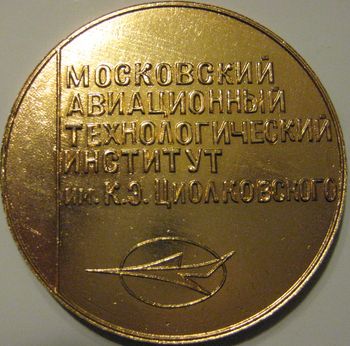 МОСКОВСКИЙ
АВИАЦИОННЫЙ
ТЕХНОЛОГИЧЕСКИЙ
ИНСТИТУТ
ИМ. К.Э. ЦИОЛКОВСКОГО